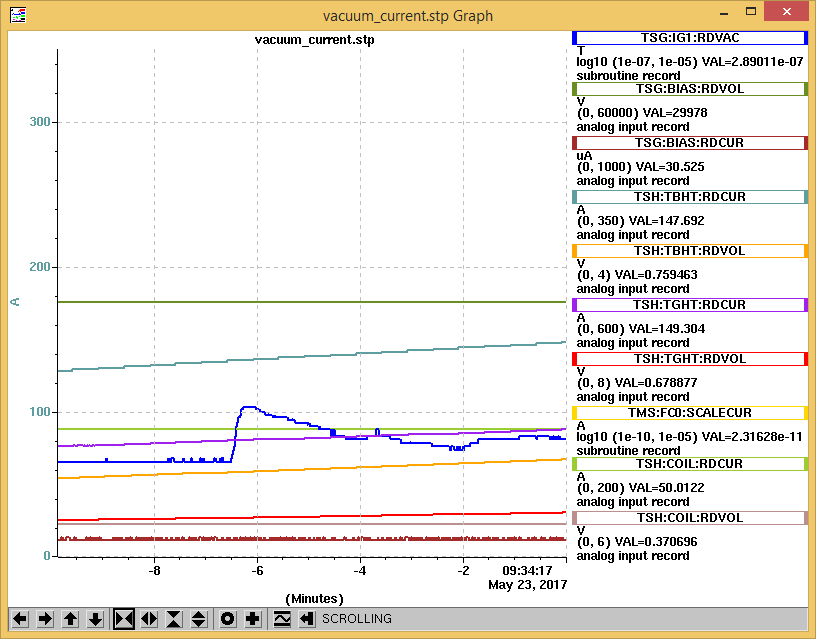 vacuum_current.stp Graph
vacuum_current.stp
300
200
A
100
0
-8
-6
-4
-2
09:34:17
May 23, 2017
(Minutes)
TSG:IG1:RDVAC
T
log10 (1e-07, 1e-05) VAL=2.89011e-07
subroutine record
TSG:BIAS:RDVOL
V
(0, 60000) VAL=29978
analog input record
TSG:BIAS:RDCUR
uA
(0, 1000) VAL=30.525
analog input record
TSH:TBHT:RDCUR
A
(0, 350) VAL=147.692
analog input record
TSH:TBHT:RDVOL
V
(0, 4) VAL=0.759463
analog input record
TSH:TGHT:RDCUR
A
(0, 600) VAL=149.304
analog input record
TSH:TGHT:RDVOL
V
(0, 8) VAL=0.678877
analog input record
TMS:FC0:SCALECUR
A
log10 (1e-10, 1e-05) VAL=2.31628e-11
subroutine record
TSH:COIL:RDCUR
A
(0, 200) VAL=50.0122
analog input record
TSH:COIL:RDVOL
V
(0, 6) VAL=0.370696
analog input record
SCROLLING